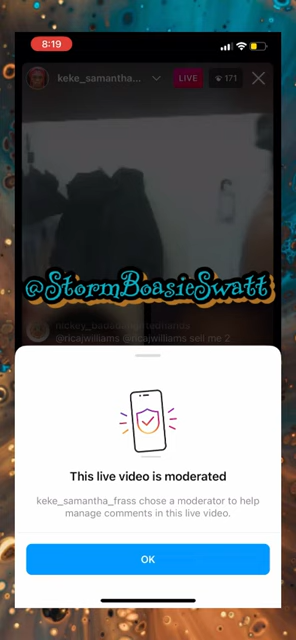 8:19
keke_samantha...
LIVE
171
@StormBoasieSwatt
@ricajwilliams @ricajwilliams sell me 2
This live video is moderated
keke_samantha_frass chose a moderator to help
manage comments in this live video.
OK